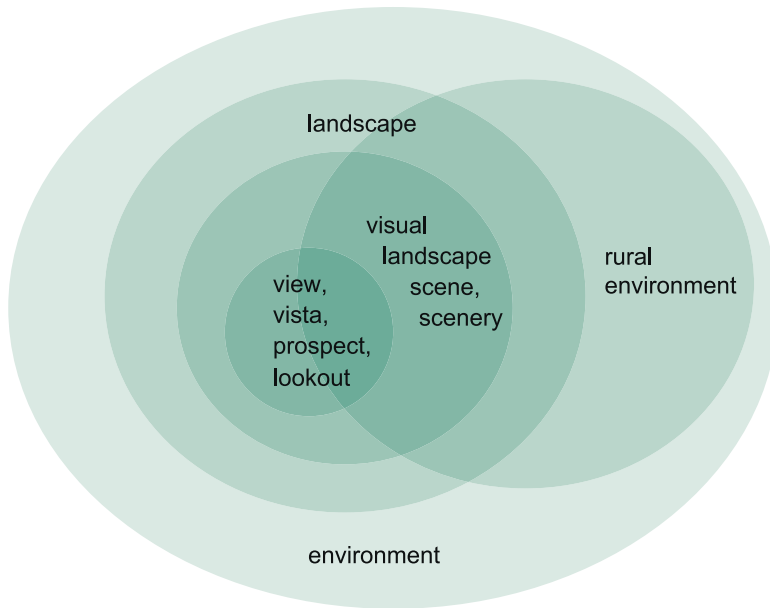 landscape
visual
landscape
scene,
scenery
rural
environment
view,
vista,
prospect,
lookout
environment